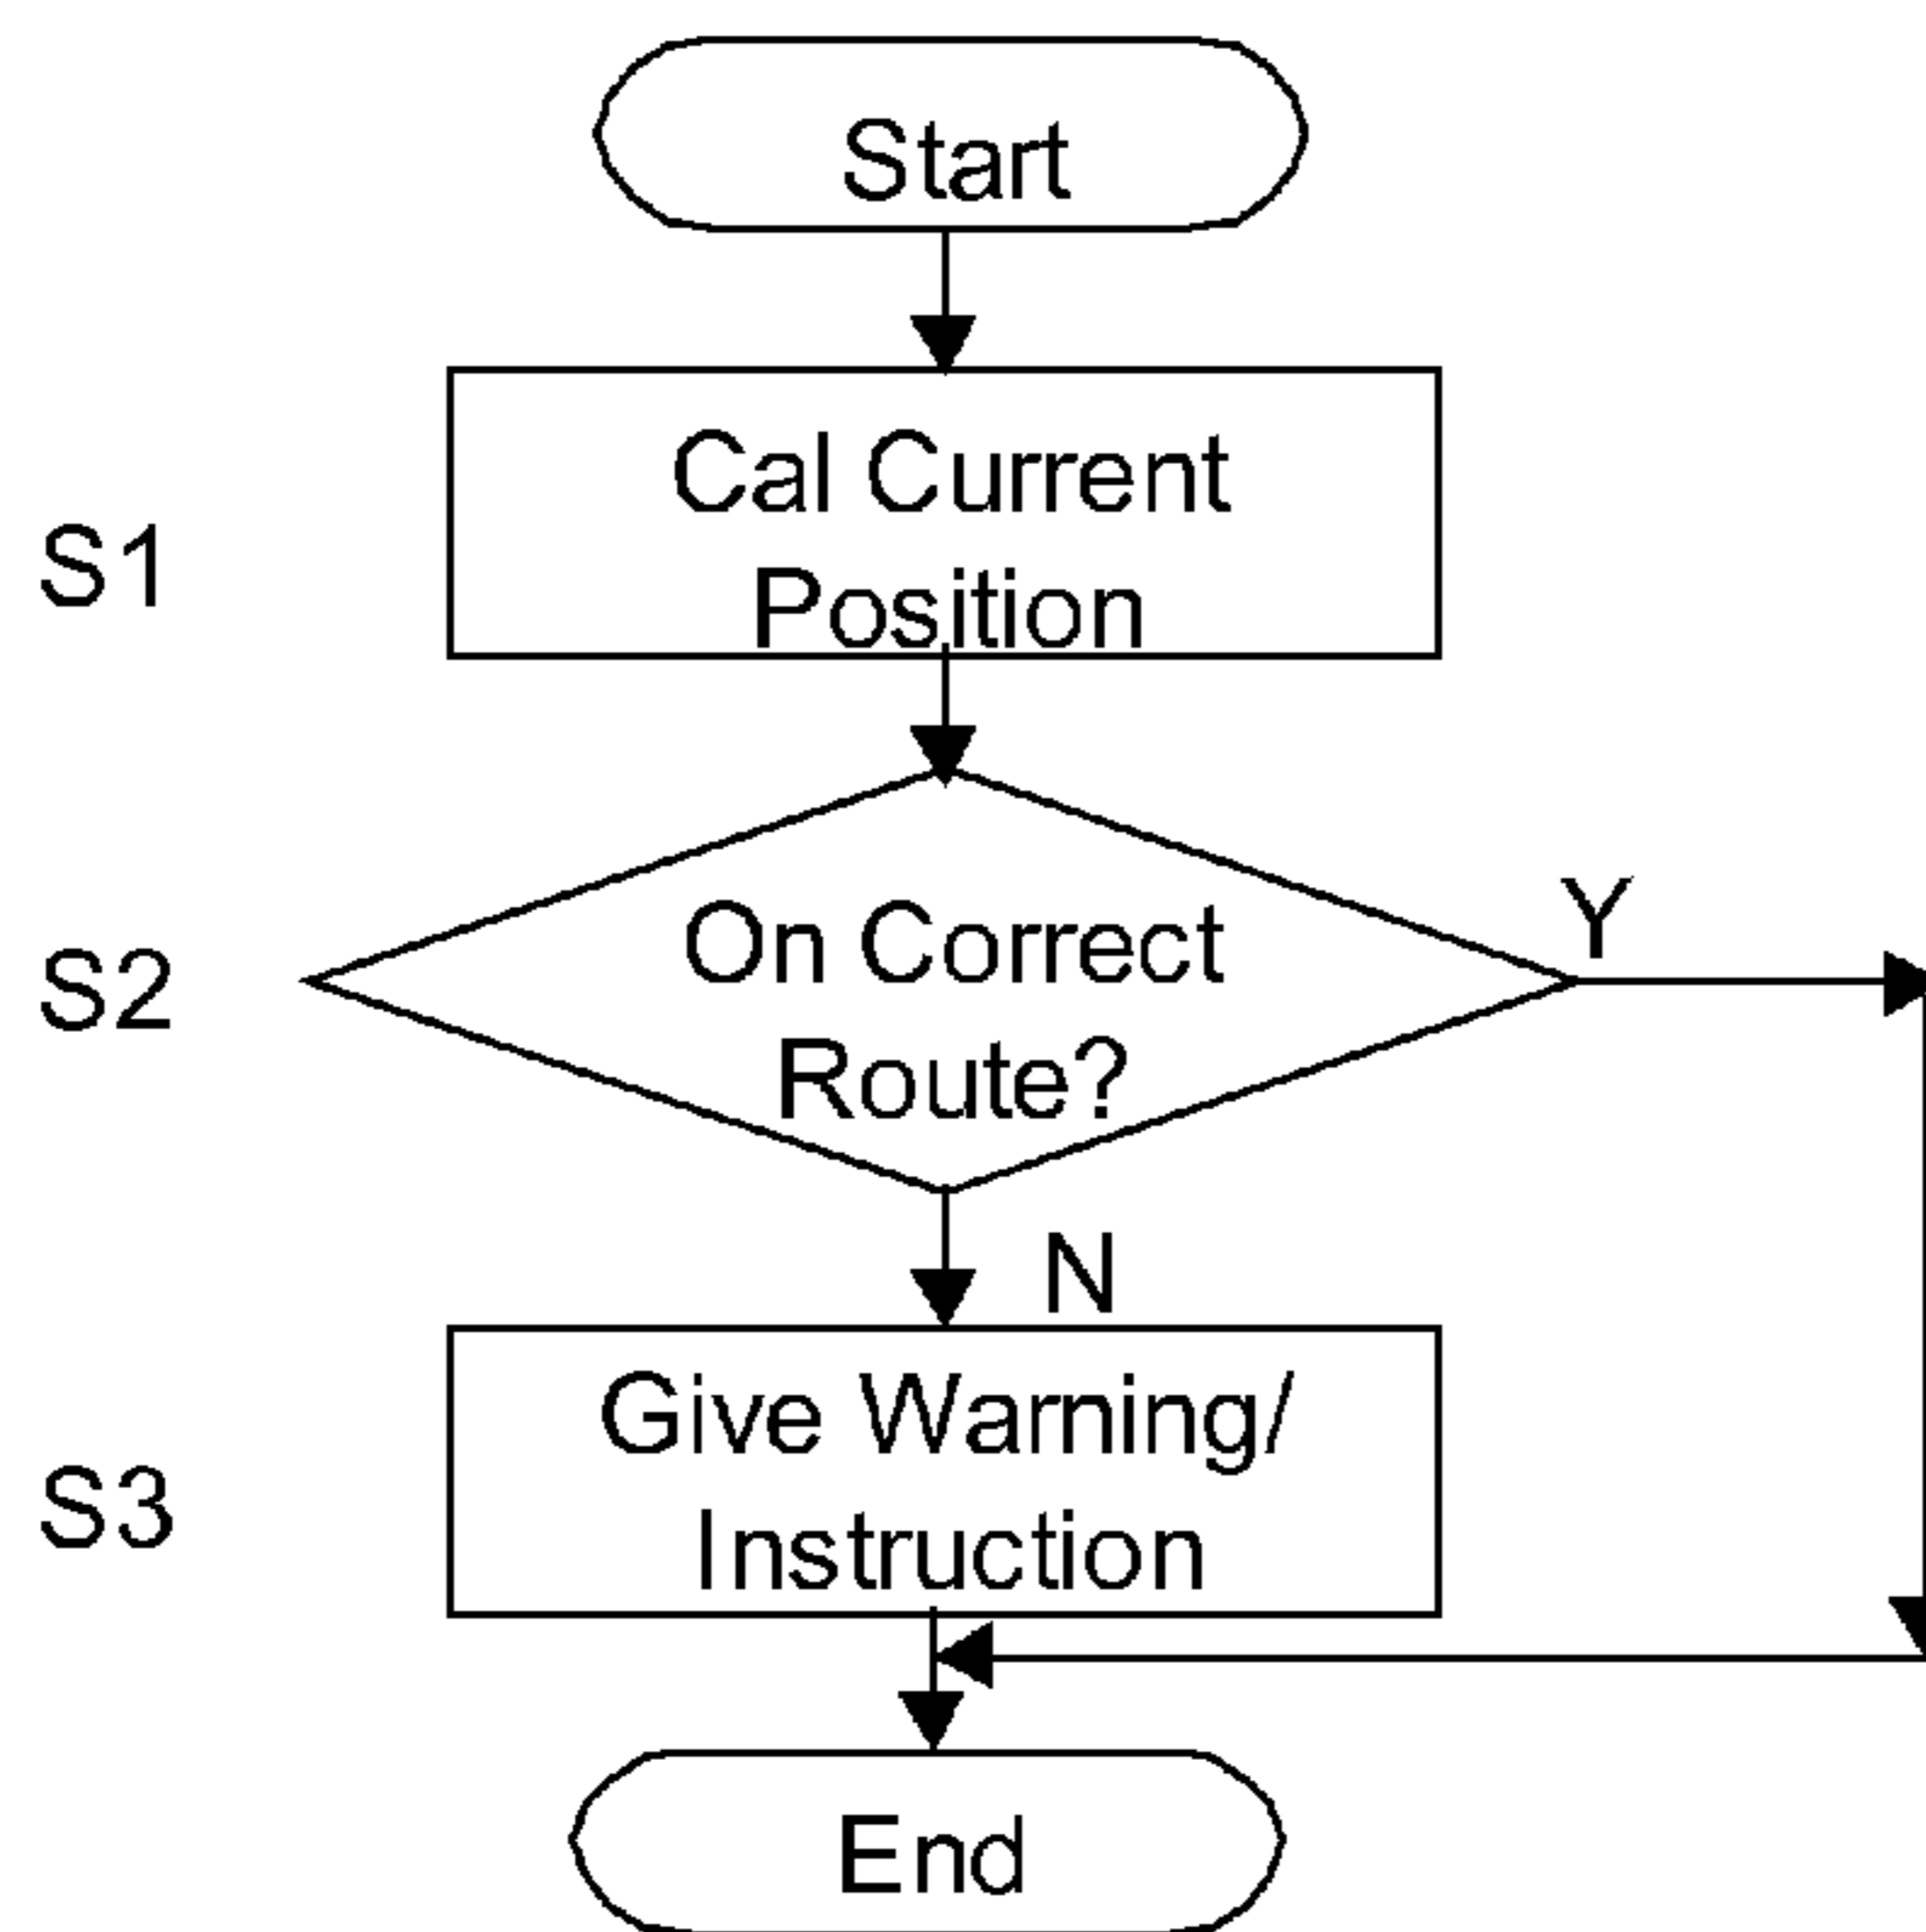 Start
S1
Cal Current
Position
S2
On Correct
Route?
Y
N
S3
Give Warning/
Instruction
End